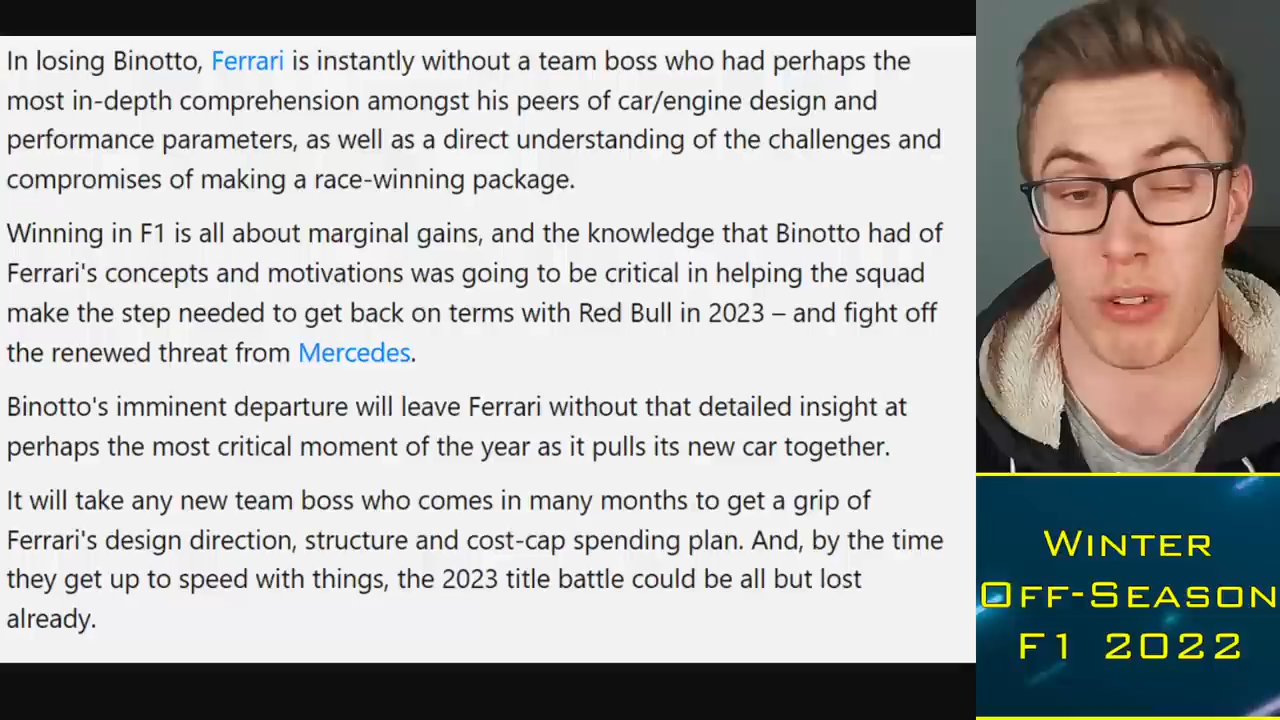 In losing Binotto, Ferrari is instantly without a team boss who had perhaps the
most in-depth comprehension amongst his peers of car/engine design and
performance parameters, as well as a direct understanding of the challenges and
compromises of making a race-winning package.
Winning in F1 is all about marginal gains, and the knowledge that Binotto had of
Ferrari's concepts and motivations was going to be critical in helping the squad
make the step needed to get back on terms with Red Bull in 2023 – and fight off
the renewed threat from Mercedes.
Binotto's imminent departure will leave Ferrari without that detailed insight at
perhaps the most critical moment of the year as it pulls its new car together.
It will take any new team boss who comes in many months to get a grip of
Ferrari's design direction, structure and cost-cap spending plan. And, by the time
they get up to speed with things, the 2023 title battle could be all but lost
already.
Winter
Off-Season
F1 2022